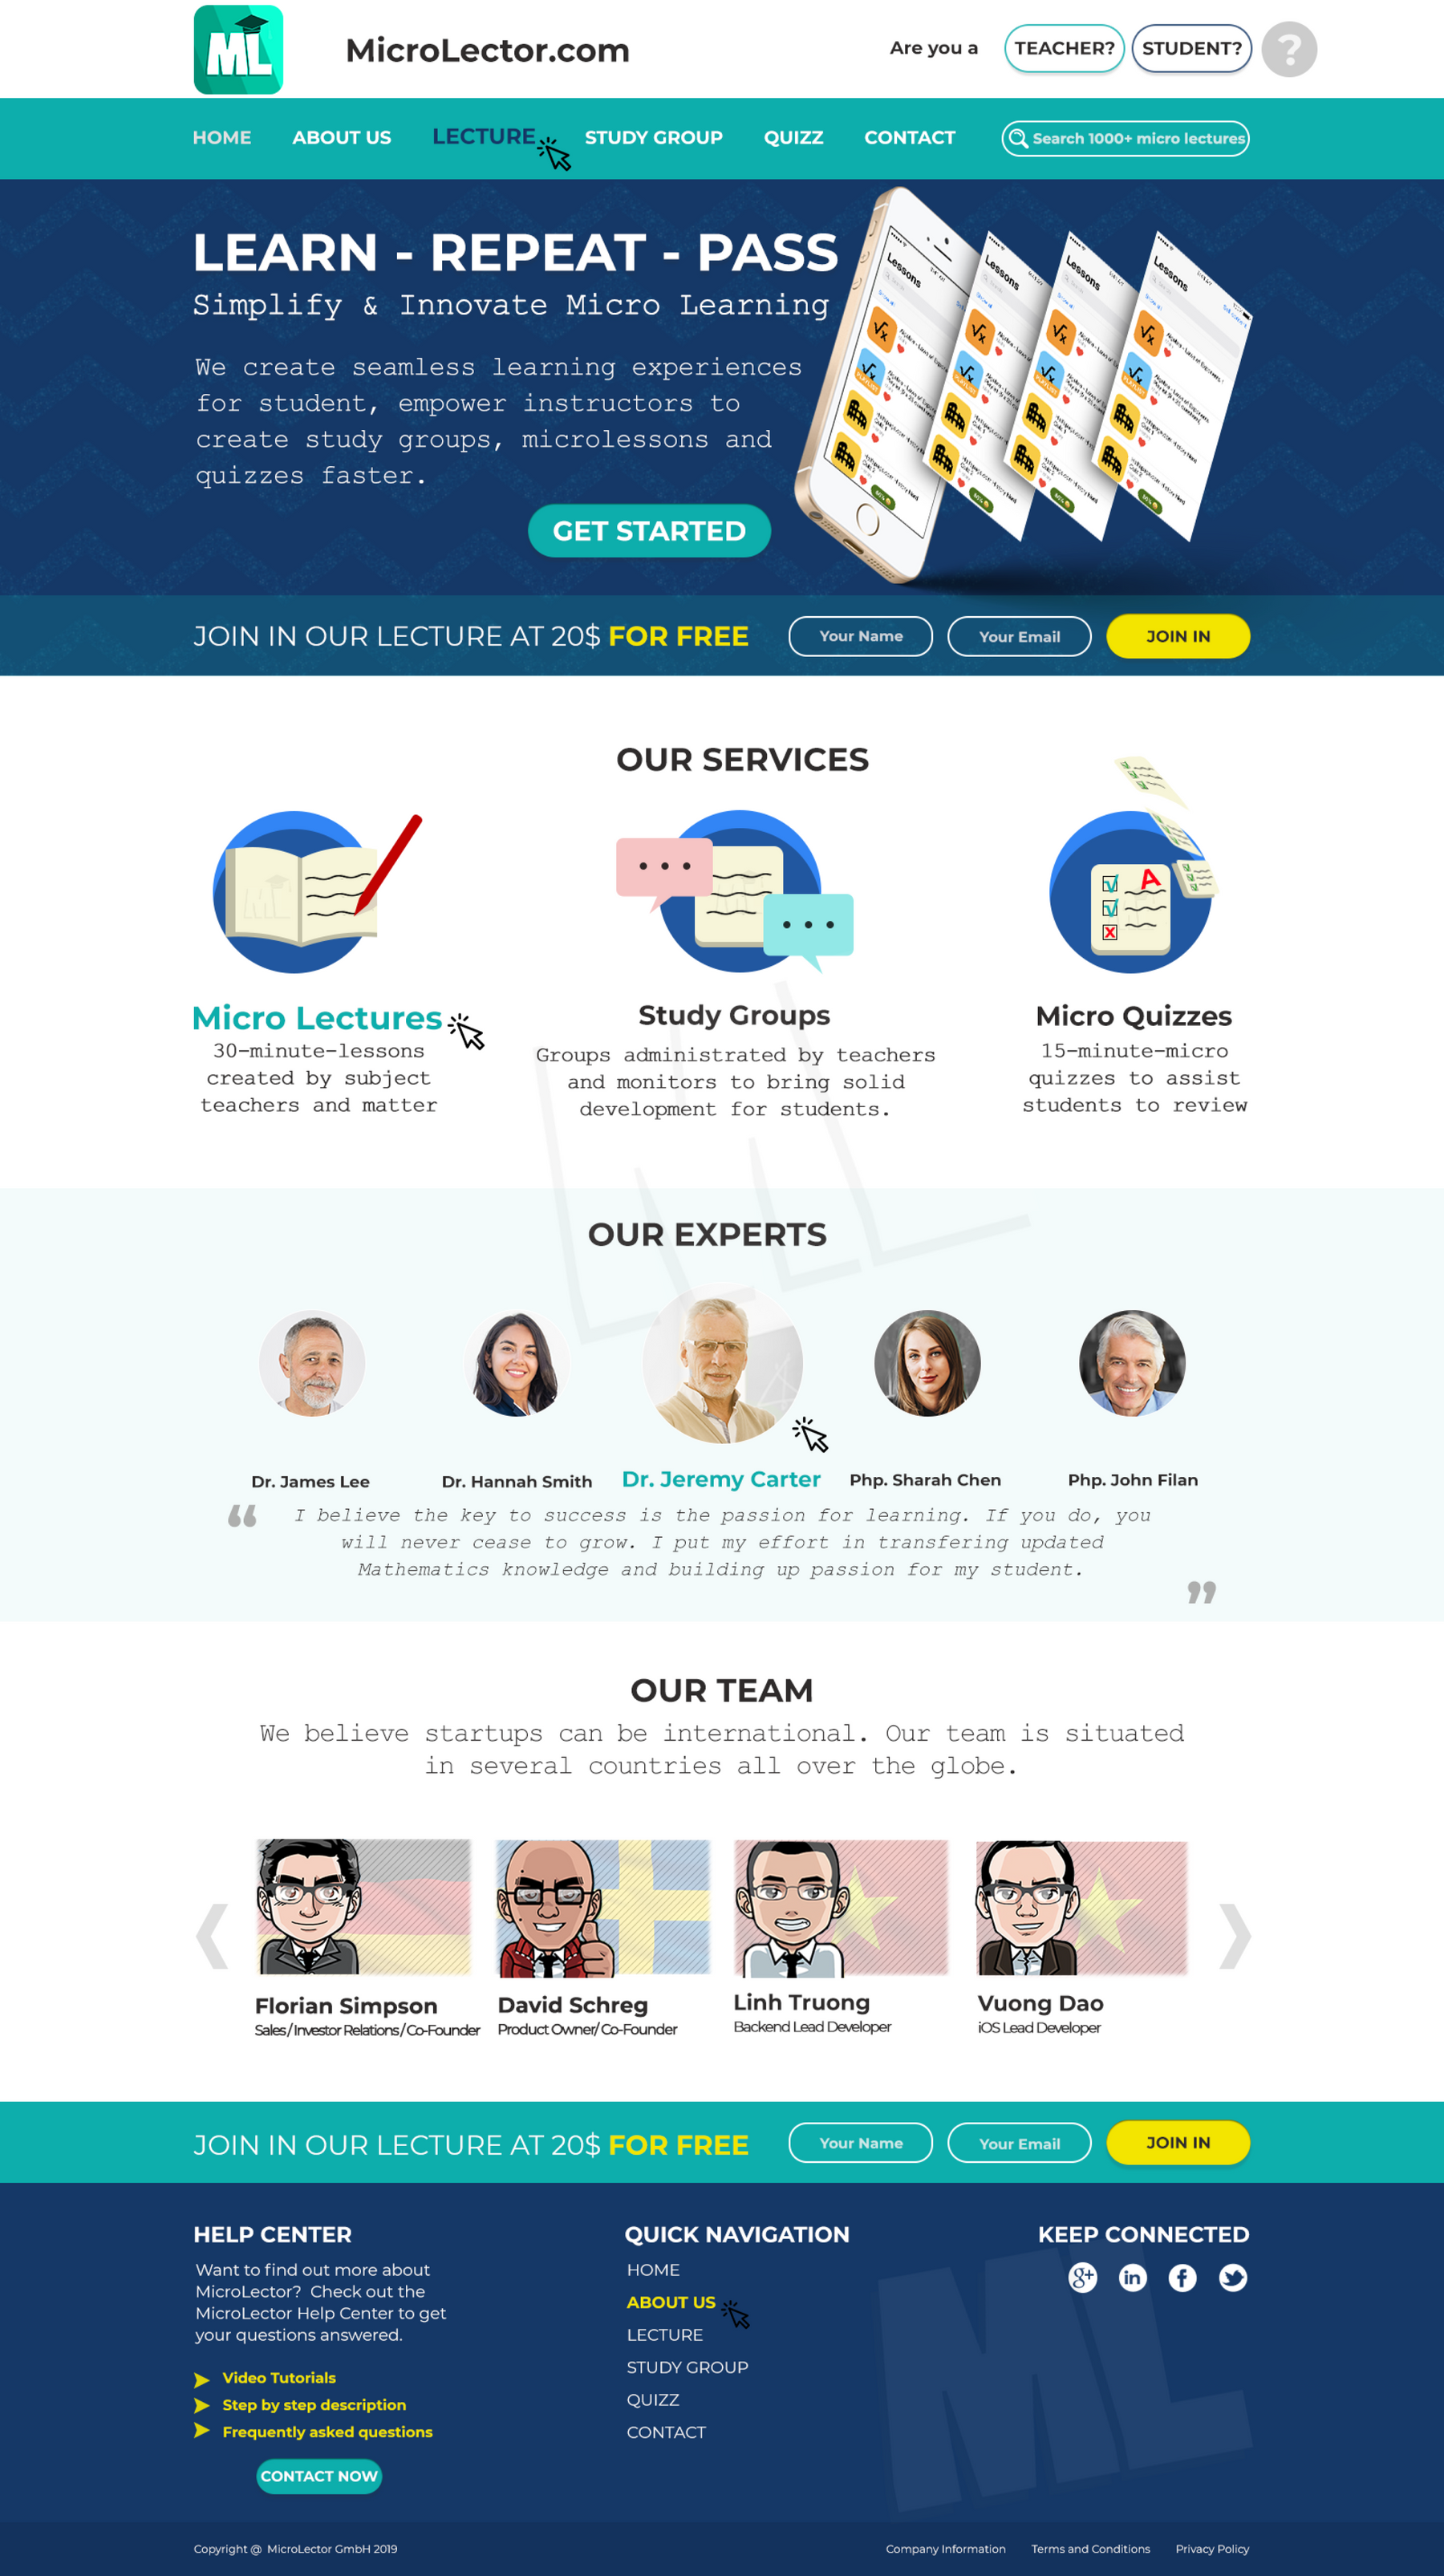 ML
MicroLector.com
Are you a
TEACHER?
STUDENT?
?
HOME
ABOUT US
LECTURE
STUDY GROUP
QUIZZ
CONTACT
Search 1000+ micro lectures
LEARN - REPEAT - PASS
Simplify & Innovate Micro Learning
We create seamless learning experiences
for student, empower instructors to
create study groups, microlessons and
quizzes faster.
GET STARTED
Lessons
Lessons
Lessons
Lessons
JOIN IN OUR LECTURE AT 20$ FOR FREE
Your Name
Your Email
JOIN IN
OUR SERVICES
A
Micro Lectures
30-minute-lessons
created by subject
teachers and matter
Study Groups
Groups administrated by teachers
and monitors to bring solid
development for students.
Micro Quizzes
15-minute-micro
quizzes to assist
students to review
ML
OUR EXPERTS
Dr. James Lee
Dr. Hannah Smith
Dr. Jeremy Carter
Php. Sharah Chen
Php. John Filan
“ I believe the key to success is the passion for learning. If you do, you
will never cease to grow. I put my effort in transfering updated
Mathematics knowledge and building up passion for my student. ”
OUR TEAM
We believe startups can be international. Our team is situated
in several countries all over the globe.
Florian Simpson
Sales/Investor Relations/Co-Founder
David Schreg
Product Owner/Co-Founder
Linh Truong
Backend Lead Developer
Vuong Dao
iOS Lead Developer
JOIN IN OUR LECTURE AT 20$ FOR FREE
Your Name
Your Email
JOIN IN
HELP CENTER
Want to find out more about
MicroLector? Check out the
MicroLector Help Center to get
your questions answered.
Video Tutorials
Step by step description
Frequently asked questions
CONTACT NOW
QUICK NAVIGATION
HOME
ABOUT US
LECTURE
STUDY GROUP
QUIZZ
CONTACT
KEEP CONNECTED
8+
in
f
ML
Copyright @ MicroLector GmbH 2019
Company Information
Terms and Conditions
Privacy Policy